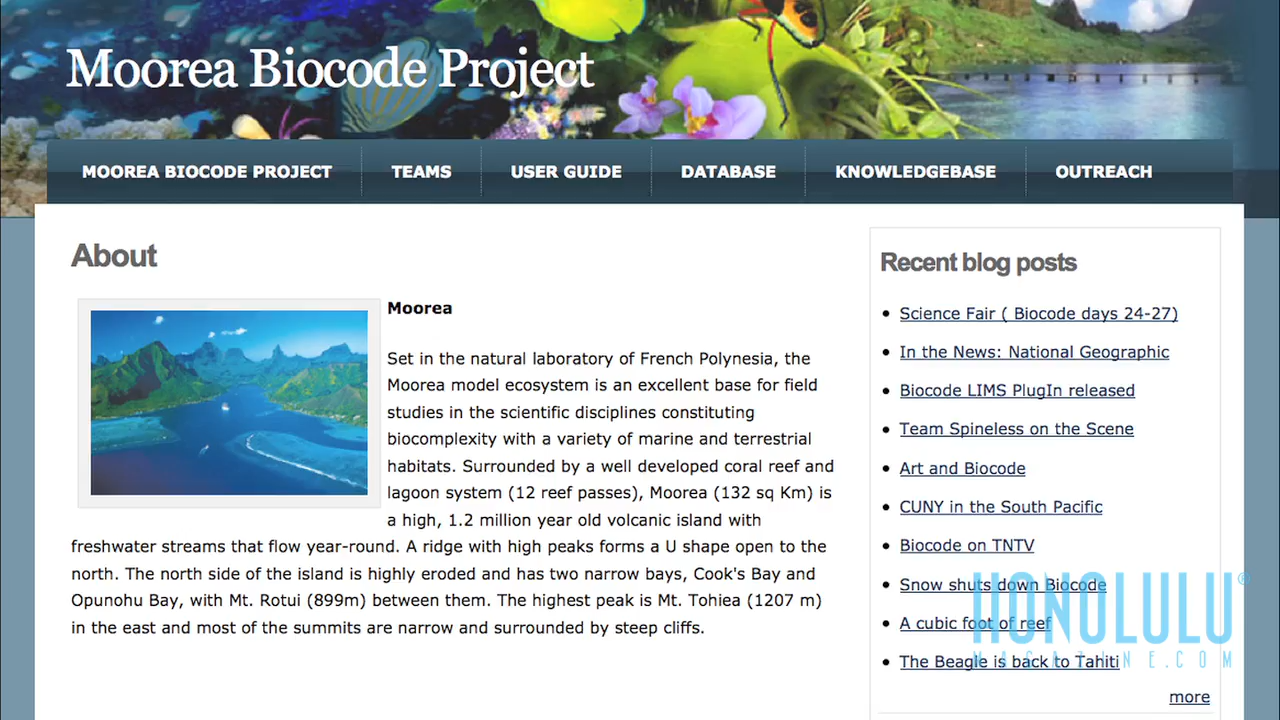 Moorea Biocode Project
MOOREA BIOCODE PROJECT
TEAMS
USER GUIDE
DATABASE
KNOWLEDGEBASE
OUTREACH
About
Moorea
Set in the natural laboratory of French Polynesia, the
Moorea model ecosystem is an excellent base for field
studies in the scientific disciplines constituting
biocomplexity with a variety of marine and terrestrial
habitats. Surrounded by a well developed coral reef and
lagoon system (12 reef passes), Moorea (132 sq Km) is
a high, 1.2 million year old volcanic island with
freshwater streams that flow year-round. A ridge with high peaks forms a U shape open to the
north. The north side of the island is highly eroded and has two narrow bays, Cook's Bay and
Opunohu Bay, with Mt. Rotui (899m) between them. The highest peak is Mt. Tohiea (1207 m)
in the east and most of the summits are narrow and surrounded by steep cliffs.
Recent blog posts
Science Fair ( Biocode days 24-27)
In the News: National Geographic
Biocode LIMS PlugIn released
Team Spineless on the Scene
Art and Biocode
CUNY in the South Pacific
Biocode on TNTV
Snow shuts down Biocode
A cubic foot of reef
The Beagle is back to Tahiti
more
HONOLULU®
MAGAZINE.COM